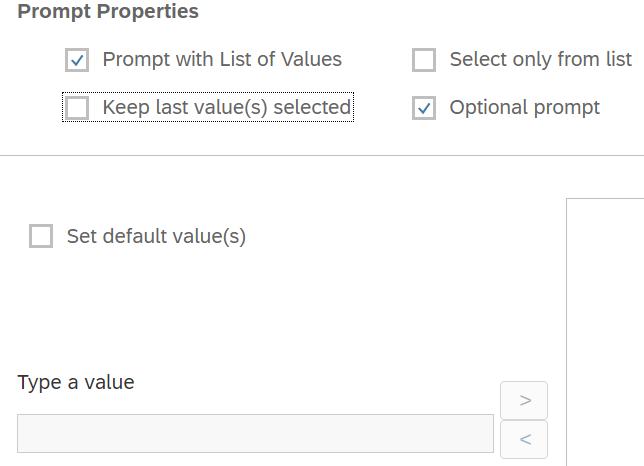 Prompt Properties
Prompt with List of Values
Select only from list
Keep last value(s) selected
Optional prompt
Set default value(s)
Type a value
>
<